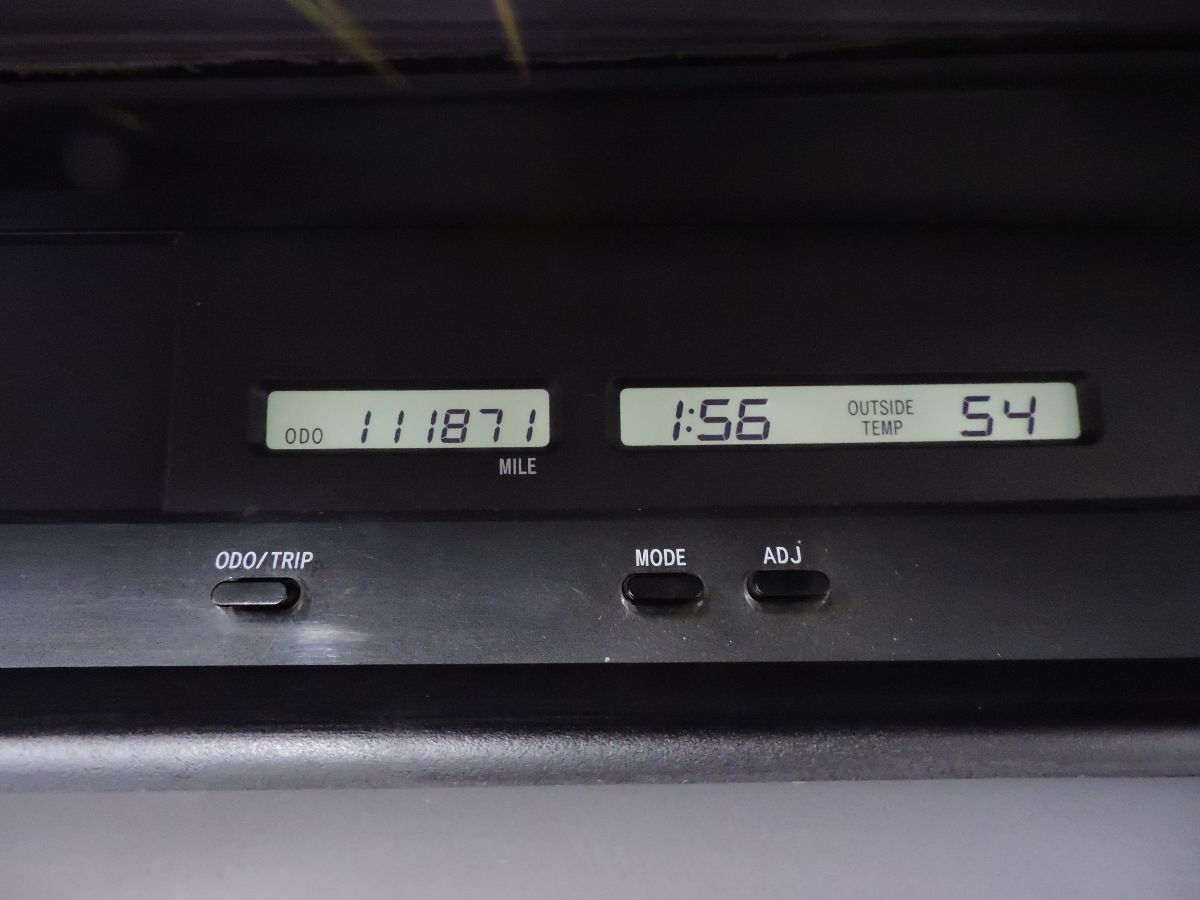 ODO 111871
MILE
1:56 OUTSIDE TEMP 54
ODO/TRIP
MODE
ADJ